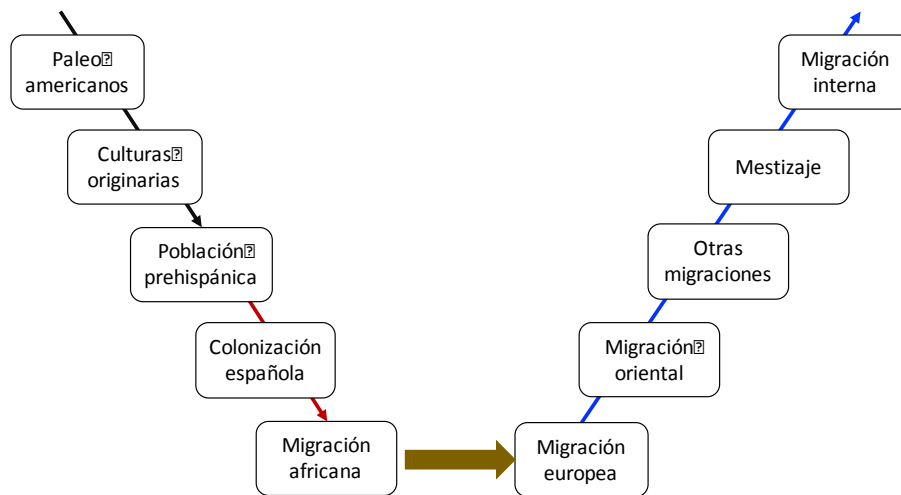 Paleo
americanos
Culturas
originarias
Población
prehispánica
Colonización
española
Migración
africana
Migración
europea
Migración
oriental
Otras
migraciones
Mestizaje
Migración
interna